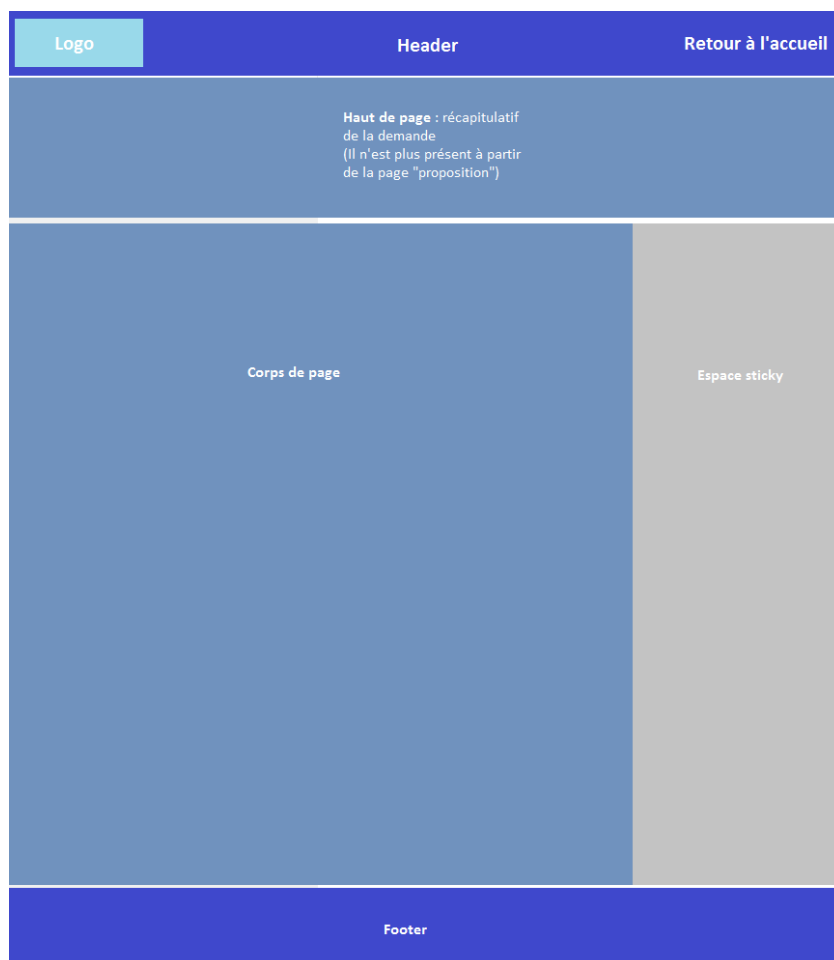 Logo
Header
Retour à l'accueil
Haut de page : récapitulatif
de la demande
(Il n'est plus présent à partir
de la page "proposition")
Corps de page
Espace sticky
Footer